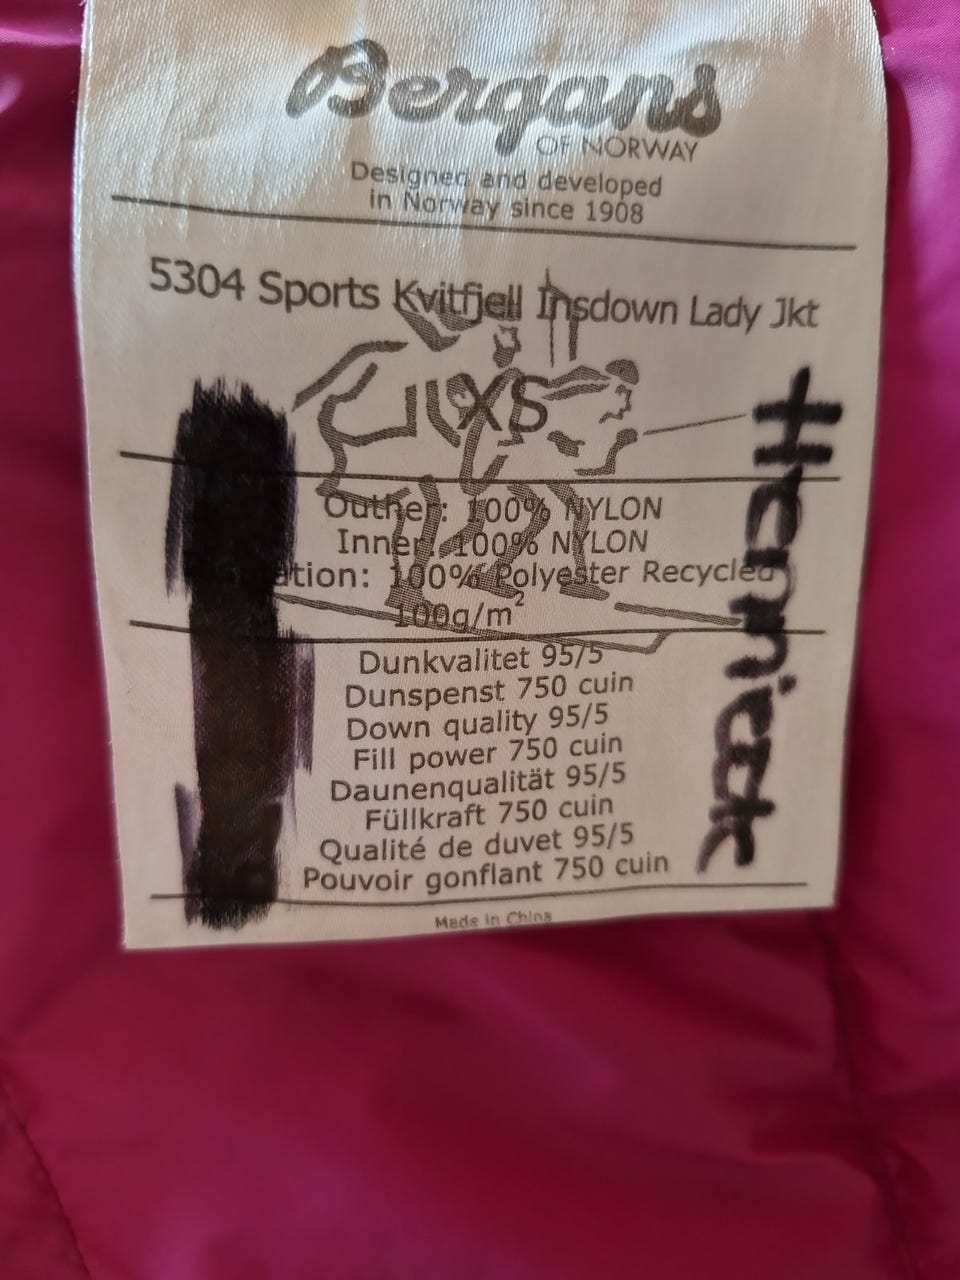 Bergans
OF NORWAY
Designed and developed
in Norway since 1908
5304 Sports Kvitfjell Insdown Lady Jkt
XS
Outher: 100% NYLON
Inner: 100% NYLON
ation: 100% Polyester Recycled
100g/m²
Dunkvalitet 95/5
Dunspenst 750 cuin
Down quality 95/5
Fill power 750 cuin
Daunenqualität 95/5
Füllkraft 750 cuin
Qualité de duvet 95/5
Pouvoir gonflant 750 cuin
Made in China
Hennieck